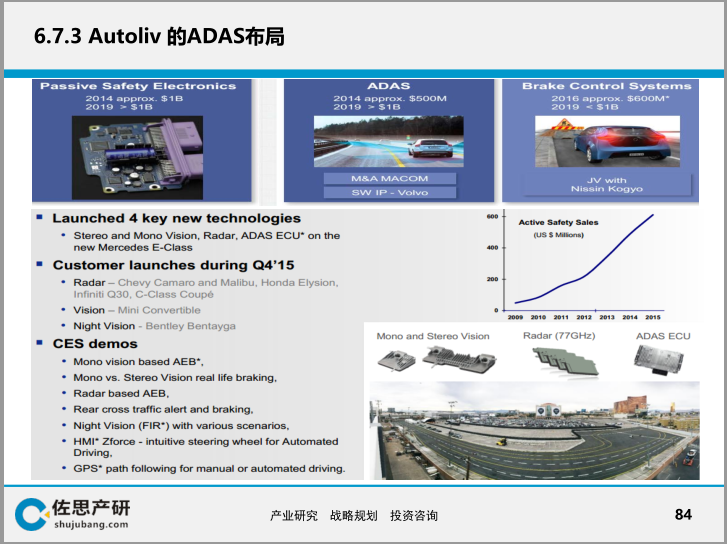 6.7.3 Autoliv 的ADAS布局
Passive Safety Electronics
2014 approx. $1B
2019 > $1B
ADAS
2014 approx. $500M
2019 > $1B
M&A MACOM
SW IP - Volvo
Brake Control Systems
2016 approx. $600M*
2019 < $1B
JV with
Nissin Kogyo
Launched 4 key new technologies
Stereo and Mono Vision, Radar, ADAS ECU* on the
new Mercedes E-Class
Customer launches during Q4'15
Radar – Chevy Camaro and Malibu, Honda Elysion,
Infiniti Q30, C-Class Coupé
Vision – Mini Convertible
Night Vision - Bentley Bentayga
CES demos
Mono vision based AEB*,
Mono vs. Stereo Vision real life braking,
Radar based AEB,
Rear cross traffic alert and braking,
Night Vision (FIR*) with various scenarios,
HMI* Zforce - intuitive steering wheel for Automated
Driving,
GPS* path following for manual or automated driving.
Active Safety Sales
(US $ Millions)
600
400
200
0
2009 2010 2011 2012 2013 2014 2015
Mono and Stereo Vision
Radar (77GHz)
ADAS ECU
佐思产研
shujubang.com
产业研究 战略规划 投资咨询
84